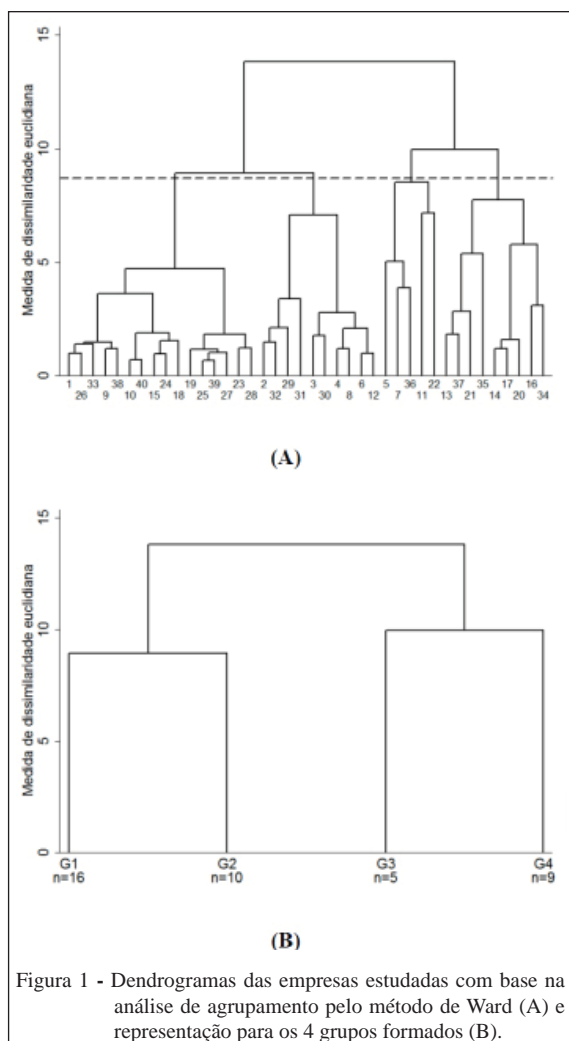 15
10
5
0
Medida de dissimilaridade euclidiana
1 33 38 40 24 19 39 23 2 29 3 4 6 5 36 22 37 35 17 16
26 9 10 15 18 25 27 28 32 31 30 8 12 7 11 13 21 14 20 34
(A)
15
10
5
0
Medida de dissimilaridade euclidiana
G1 G2 G3 G4
n=16 n=10 n=5 n=9
(B)
Figura 1 - Dendrogramas das empresas estudadas com base na
análise de agrupamento pelo método de Ward (A) e
representação para os 4 grupos formados (B).